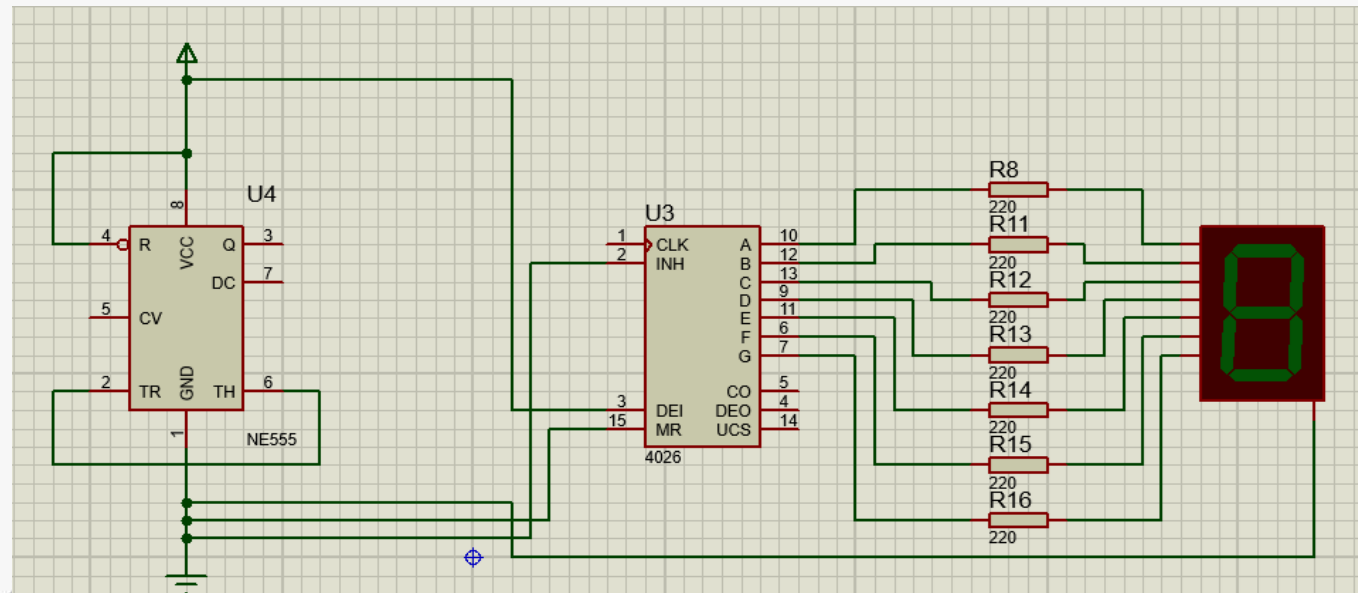 U4
8
4 R VCC Q 3
DC 7
5 CV
2 TR GND TH 6
1
NE555
U3
1 CLK A 10
2 INH B 12
C 13
D 9
E 11
F 6
G 7
CO 5
3 DEI DEO 4
15 MR UCS 14
4026
R8
220
R11
220
R12
220
R13
220
R14
220
R15
220
R16
220